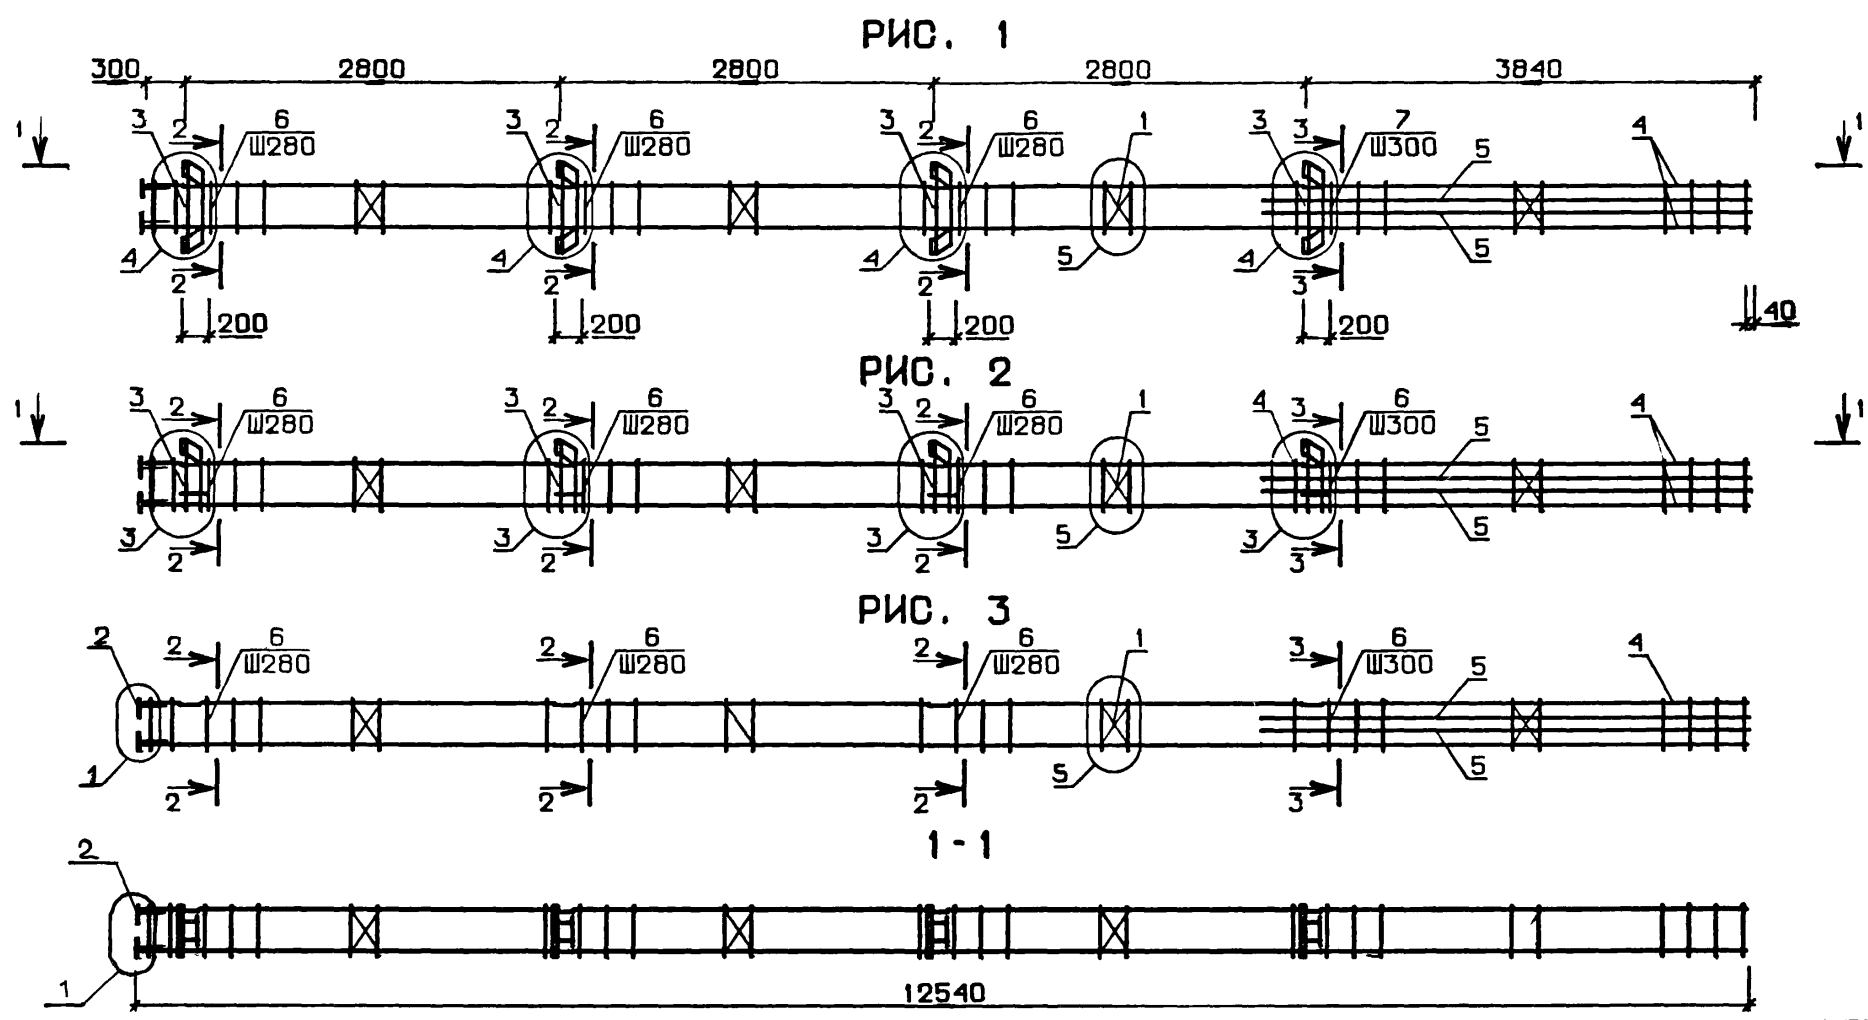 РИС. 1
300 2800 2800 2800 3840
1 3 2 6 3 2 6 3 2 6 1 3 3 7 5 4 1
Ш280 Ш280 Ш280 Ш300
4 2 4 2 4 2 5 4 3 5
200 200 200 200 40
РИС. 2
1 3 2 6 3 2 6 3 2 6 1 4 3 6 5 4 1
Ш280 Ш280 Ш280 Ш300
3 2 3 2 3 2 5 3 3 5
РИС. 3
2 2 6 2 6 2 6 1 3 6 5 4
Ш280 Ш280 Ш280 Ш300
1 2 2 2 5 3 5
1-1
2
1
12540